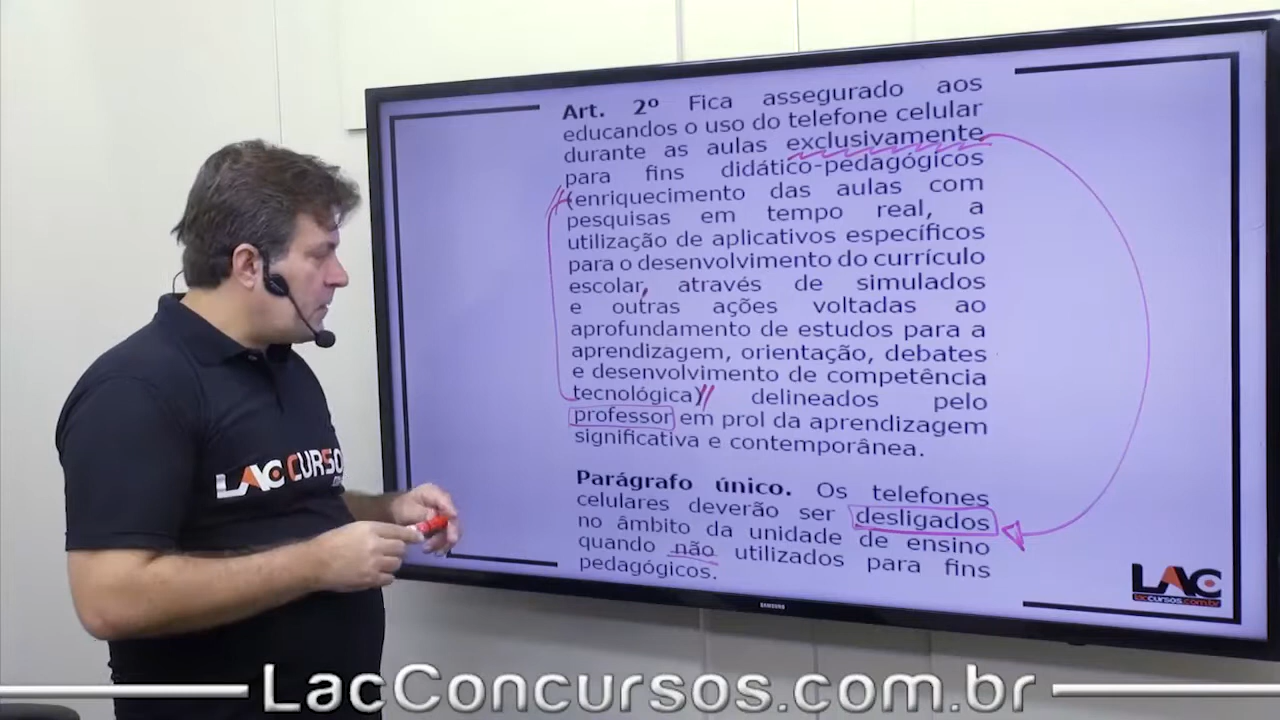 Art. 2º Fica assegurado aos
educandos o uso do telefone celular
durante as aulas exclusivamente
para fins didático-pedagógicos
(enriquecimento das aulas com
pesquisas em tempo real, a
utilização de aplicativos específicos
para o desenvolvimento do currículo
escolar, através de simulados
e outras ações voltadas ao
aprofundamento de estudos para a
aprendizagem, orientação, debates
e desenvolvimento de competência
tecnológica) delineados pelo
professor em prol da aprendizagem
significativa e contemporânea.
Parágrafo único. Os telefones
celulares deverão ser desligados
no âmbito da unidade de ensino
quando não utilizados para fins
pedagógicos.
LAC
laccursos.com.br
SAMSUNG
LAC CURSO
LacConcursos.com.br